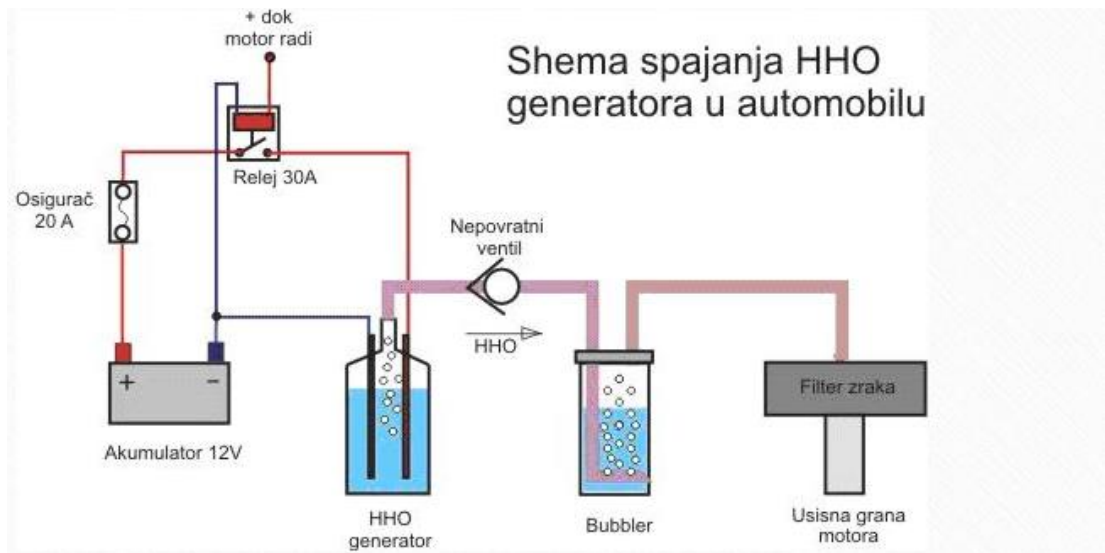 + dok
motor radi
Shema spajanja HHO
generatora u automobilu
Relej 30A
Osigurač
20 A
Nepovratni
ventil
HHO
+
-
Filter zraka
Akumulator 12V
HHO
generator
Bubbler
Usisna grana
motora